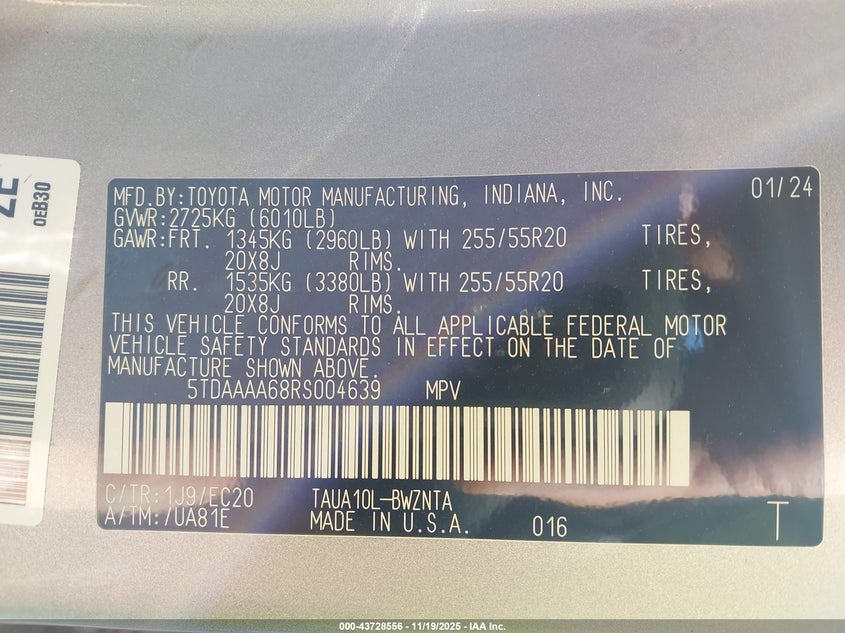 ZE
0EB30
MFD.BY:TOYOTA MOTOR MANUFACTURING, INDIANA, INC. 01/24
GVWR:2725KG (6010LB)
GAWR:FRT. 1345KG (2960LB) WITH 255/55R20 TIRES,
20X8J RIMS.
RR. 1535KG (3380LB) WITH 255/55R20 TIRES,
20X8J RIMS.
THIS VEHICLE CONFORMS TO ALL APPLICABLE FEDERAL MOTOR
VEHICLE SAFETY STANDARDS IN EFFECT ON THE DATE OF
MANUFACTURE SHOWN ABOVE.
5TDAAAA68RS004639 MPV
C/TR:1J9/EC20 TAUA10L-BWZNTA
A/TM:/UA81E MADE IN U.S.A. 016 T
000-43728556 - 11/19/2025 - IAA Inc.